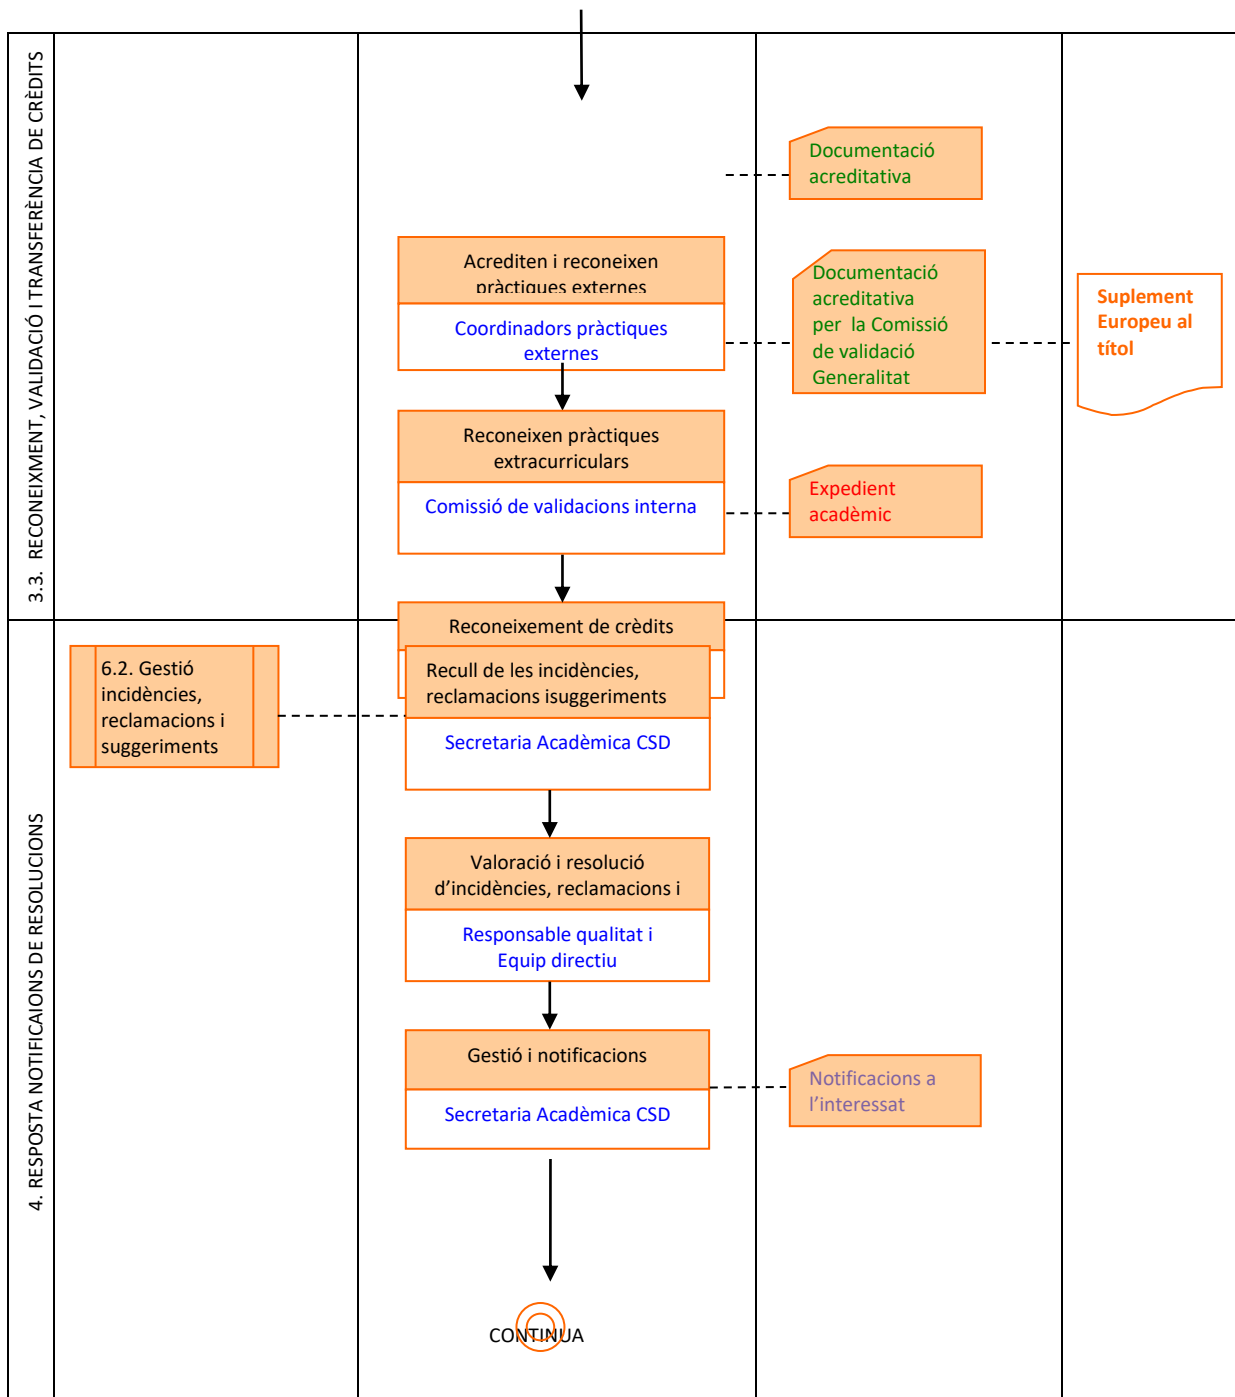 3.3. RECONEIXMENT, VALIDACIÓ I TRANSFERÈNCIA DE CRÈDITS
Documentació
acreditativa
Acrediten i reconeixen
pràctiques externes
Coordinadors pràctiques
externes
Documentació
acreditativa
per la Comissió
de validació
Generalitat
Suplement
Europeu al
títol
Reconeixen pràctiques
extracurriculars
Comissió de validacions interna
Expedient
acadèmic
Reconeixement de crèdits
4. RESPOSTA NOTIFICAIONS DE RESOLUCIONS
6.2. Gestió
incidències,
reclamacions i
suggeriments
Recull de les incidències,
reclamacions isuggeriments
Secretaria Acadèmica CSD
Valoració i resolució
d’incidències, reclamacions i
Responsable qualitat i
Equip directiu
Gestió i notificacions
Secretaria Acadèmica CSD
Notificacions a
l’interessat
CONTINUA